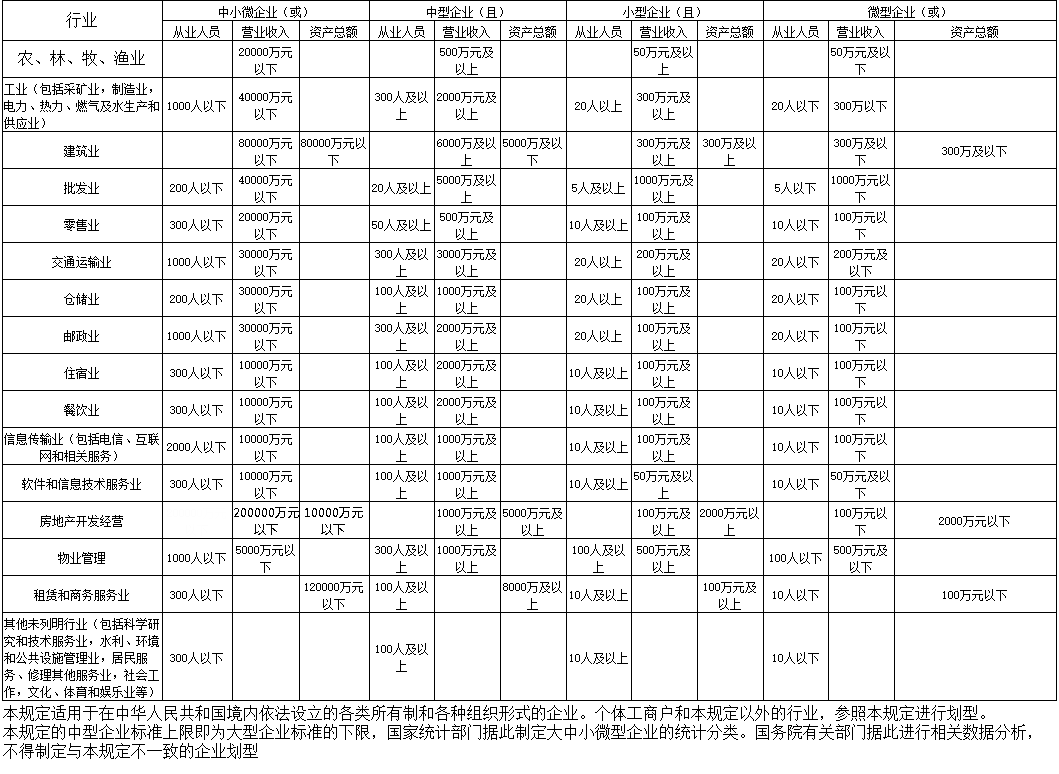 行业 中小微企业（或） 中型企业（且） 小型企业（且） 微型企业（或）
从业人员 营业收入 资产总额 从业人员 营业收入 资产总额 从业人员 营业收入 资产总额 从业人员 营业收入 资产总额
农、林、牧、渔业 20000万元以下 500万元及以上 50万元及以上 50万元及以下
工业（包括采矿业，制造业，电力、热力、燃气及水生产和供应业） 1000人以下 40000万元以下 300人及以上 2000万元及以上 20人以上 300万元及以上 20人以下 300万以下
建筑业 80000万元以下 80000万元以下 6000万及以上 5000万及以下 300万元及以上 300万及以上 300万及以下 300万及以下
批发业 200人以下 40000万元以下 20人及以上 5000万及以上 5人及以上 1000万元及以上 5人以下 1000万元以下
零售业 300人以下 20000万元以下 50人及以上 500万元及以上 10人及以上 100万元及以上 10人以下 100万元以下
交通运输业 1000人以下 30000万元以下 300人及以上 3000万元及以上 20人以上 200万元及以上 20人以下 200万元及以下
仓储业 200人以下 30000万元以下 100人及以上 1000万元及以上 20人以上 100万元及以上 20人以下 100万元以下
邮政业 1000人以下 30000万元以下 300人及以上 2000万元及以上 20人以上 100万元及以上 20人以下 100万元以下
住宿业 300人以下 10000万元以下 100人及以上 2000万元及以上 10人及以上 100万元及以上 10人以下 100万元以下
餐饮业 300人以下 10000万元以下 100人及以上 2000万元及以上 10人及以上 100万元及以上 10人以下 100万元以下
信息传输业（包括电信、互联网和相关服务） 2000人以下 10000万元以下 100人及以上 1000万元及以上 10人及以上 100万元及以上 10人以下 100万元以下
软件和信息技术服务业 300人以下 10000万元以下 100人及以上 1000万元及以上 10人及以上 50万元及以上 10人以下 50万元及以下
房地产开发经营 200000万元以下 10000万元以下 1000万元及以上 5000万元及以上 100万元及以上 2000万元及以上 100万元以下 2000万元以下
物业管理 1000人以下 5000万元以下 300人及以上 1000万元及以上 100人及以上 500万元及以上 100人以下 500万元及以下
租赁和商务服务业 300人以下 120000万元以下 100人及以上 8000万及以上 10人及以上 100万元及以上 10人以下 100万元以下
其他未列明行业（包括科学研究和技术服务业，水利、环境和公共设施管理业，居民服务、修理其他服务业，社会工作，文化、体育和娱乐业等） 300人以下 100人及以上 10人及以上 10人以下
本规定适用于在中华人民共和国境内依法设立的各类所有制和各种组织形式的企业。个体工商户和本规定以外的行业，参照本规定进行划型。
本规定的中型企业标准上限即为大型企业标准的下限，国家统计部门据此制定大中小微型企业的统计分类。国务院有关部门据此进行相关数据分析，
不得制定与本规定不一致的企业划型